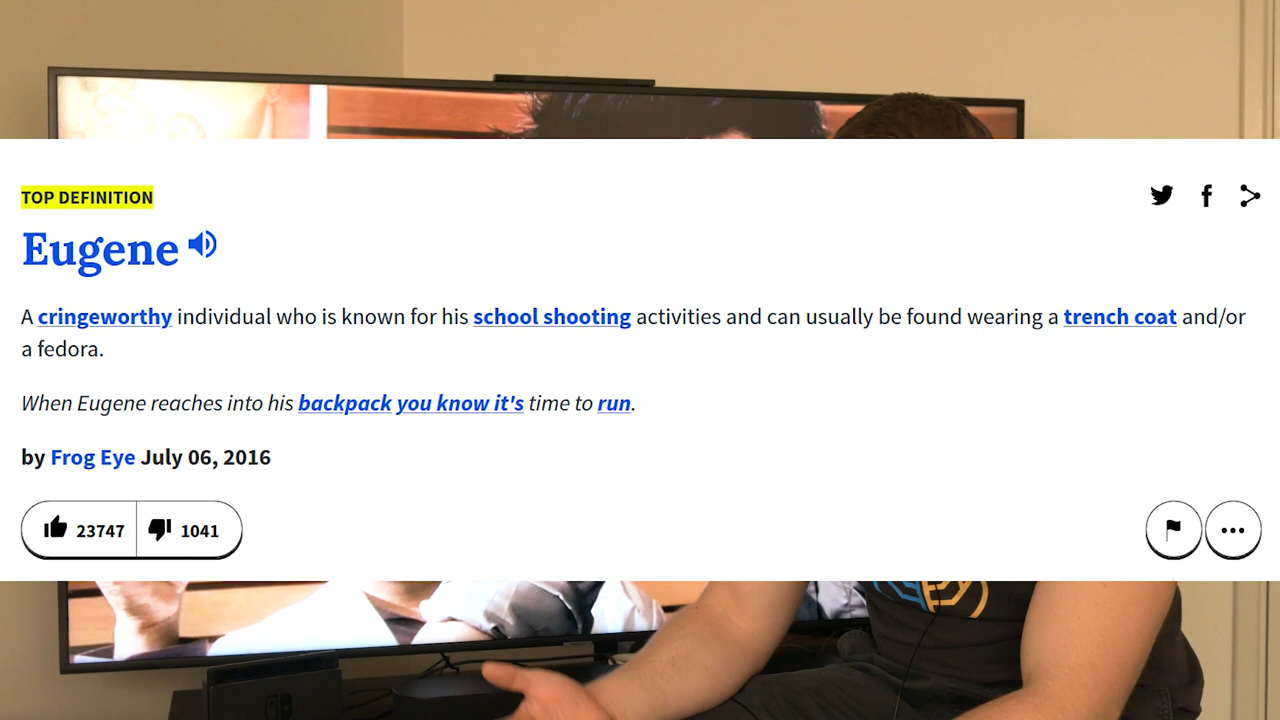 TOP DEFINITION
Eugene
A cringeworthy individual who is known for his school shooting activities and can usually be found wearing a trench coat and/or
a fedora.
When Eugene reaches into his backpack you know it's time to run.
by Frog Eye July 06, 2016
23747 1041